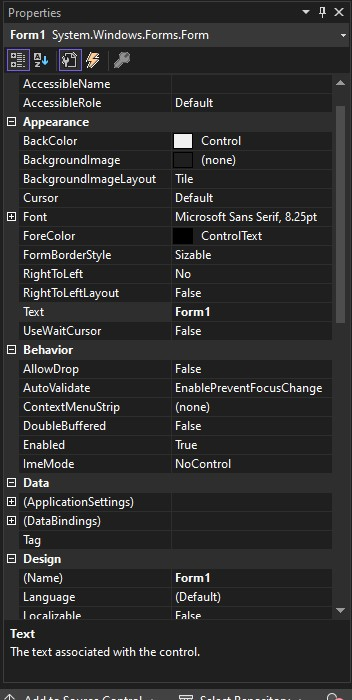 Properties
Form1 System.Windows.Forms.Form
AccessibleName
AccessibleRole Default
Appearance
BackColor Control
BackgroundImage (none)
BackgroundImageLayout Tile
Cursor Default
Font Microsoft Sans Serif, 8.25pt
ForeColor ControlText
FormBorderStyle Sizable
RightToLeft No
RightToLeftLayout False
Text Form1
UseWaitCursor False
Behavior
AllowDrop False
AutoValidate EnablePreventFocusChange
ContextMenuStrip (none)
DoubleBuffered False
Enabled True
ImeMode NoControl
Data
(ApplicationSettings)
(DataBindings)
Tag
Design
(Name) Form1
Language (Default)
Localizable False
Text
The text associated with the control.
Add to Source Control Select Repository